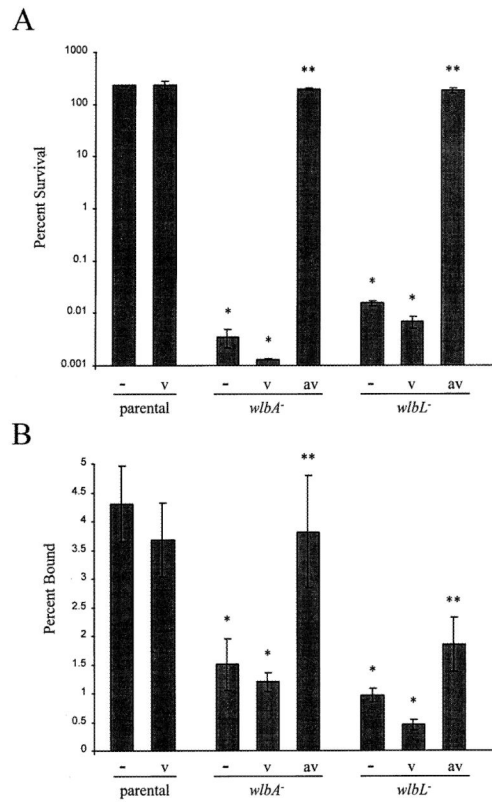 A
1000
100
10
1
0.1
0.01
0.001
Percent Survival
** **
* * * *
- v - v av - v av
parental wlbA- wlbL-
B
5
4.5
4
3.5
3
2.5
2
1.5
1
0.5
0
Percent Bound
**
**
* * * *
- v - v av - v av
parental wlbA- wlbL-